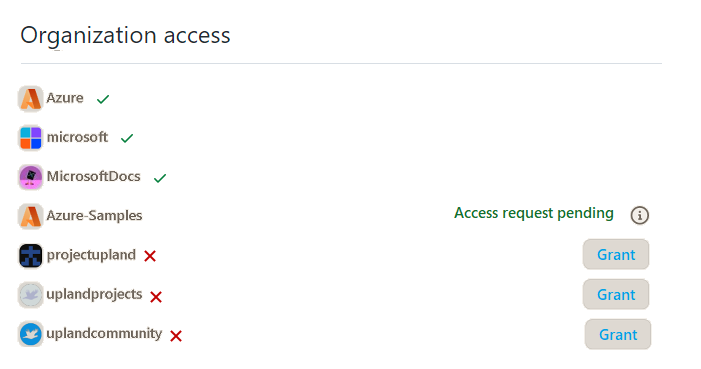 Organization access
Azure
microsoft
MicrosoftDocs
Azure-Samples Access request pending
projectupland Grant
uplandprojects Grant
uplandcommunity Grant